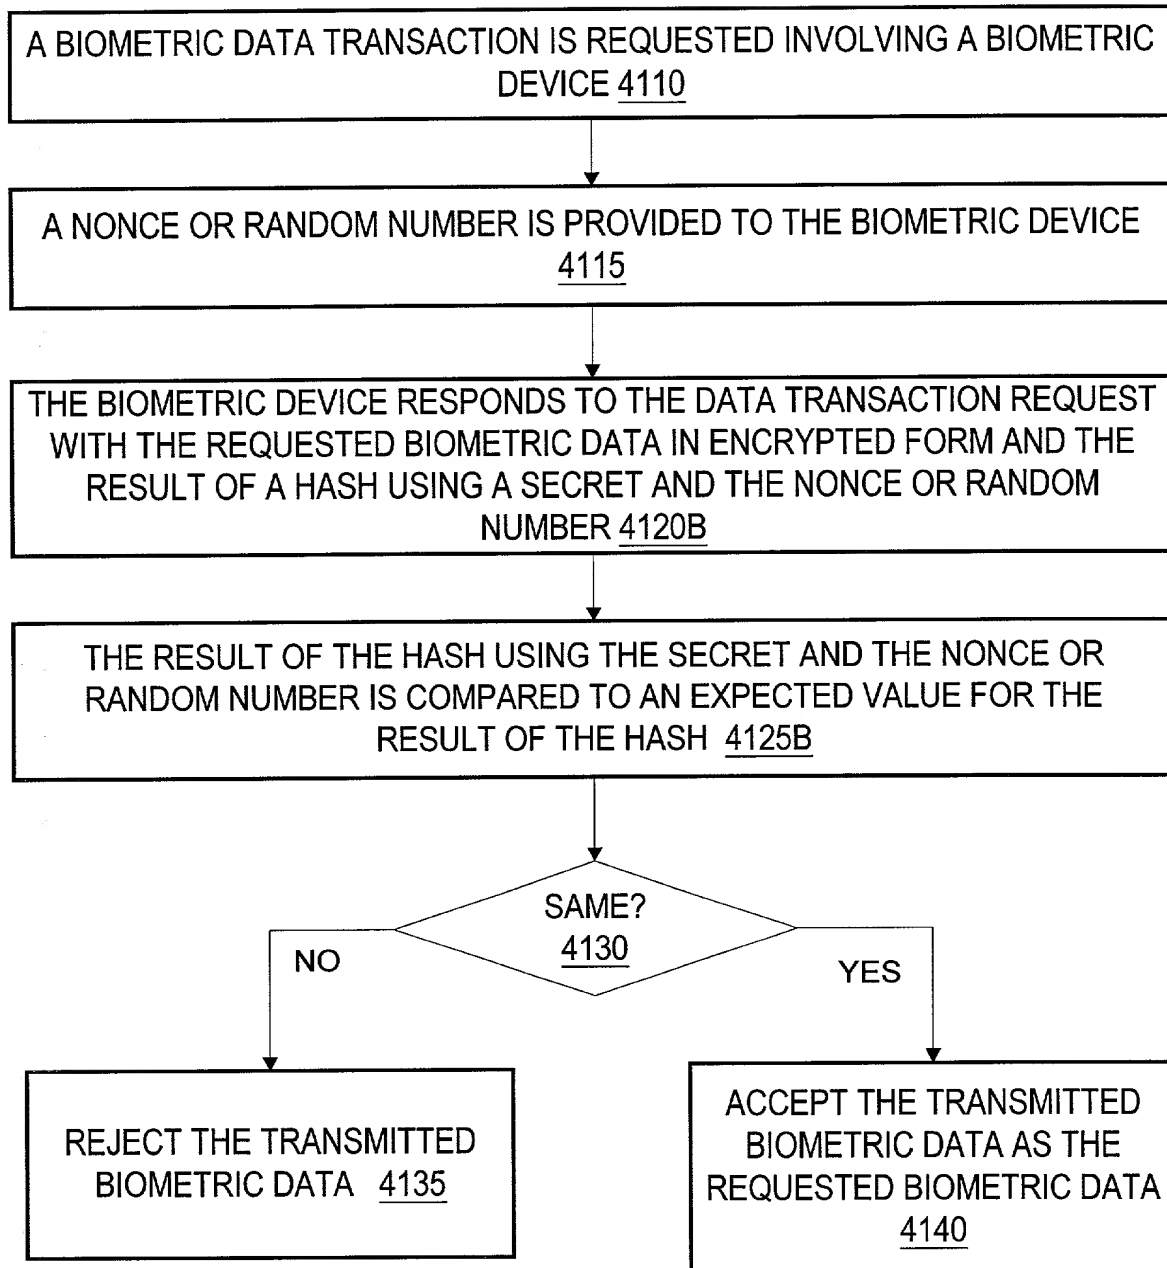 A BIOMETRIC DATA TRANSACTION IS REQUESTED INVOLVING A BIOMETRIC
DEVICE 4110
A NONCE OR RANDOM NUMBER IS PROVIDED TO THE BIOMETRIC DEVICE
4115
THE BIOMETRIC DEVICE RESPONDS TO THE DATA TRANSACTION REQUEST
WITH THE REQUESTED BIOMETRIC DATA IN ENCRYPTED FORM AND THE
RESULT OF A HASH USING A SECRET AND THE NONCE OR RANDOM
NUMBER 4120B
THE RESULT OF THE HASH USING THE SECRET AND THE NONCE OR
RANDOM NUMBER IS COMPARED TO AN EXPECTED VALUE FOR THE
RESULT OF THE HASH 4125B
SAME?
4130
NO
YES
REJECT THE TRANSMITTED
BIOMETRIC DATA 4135
ACCEPT THE TRANSMITTED
BIOMETRIC DATA AS THE
REQUESTED BIOMETRIC DATA
4140